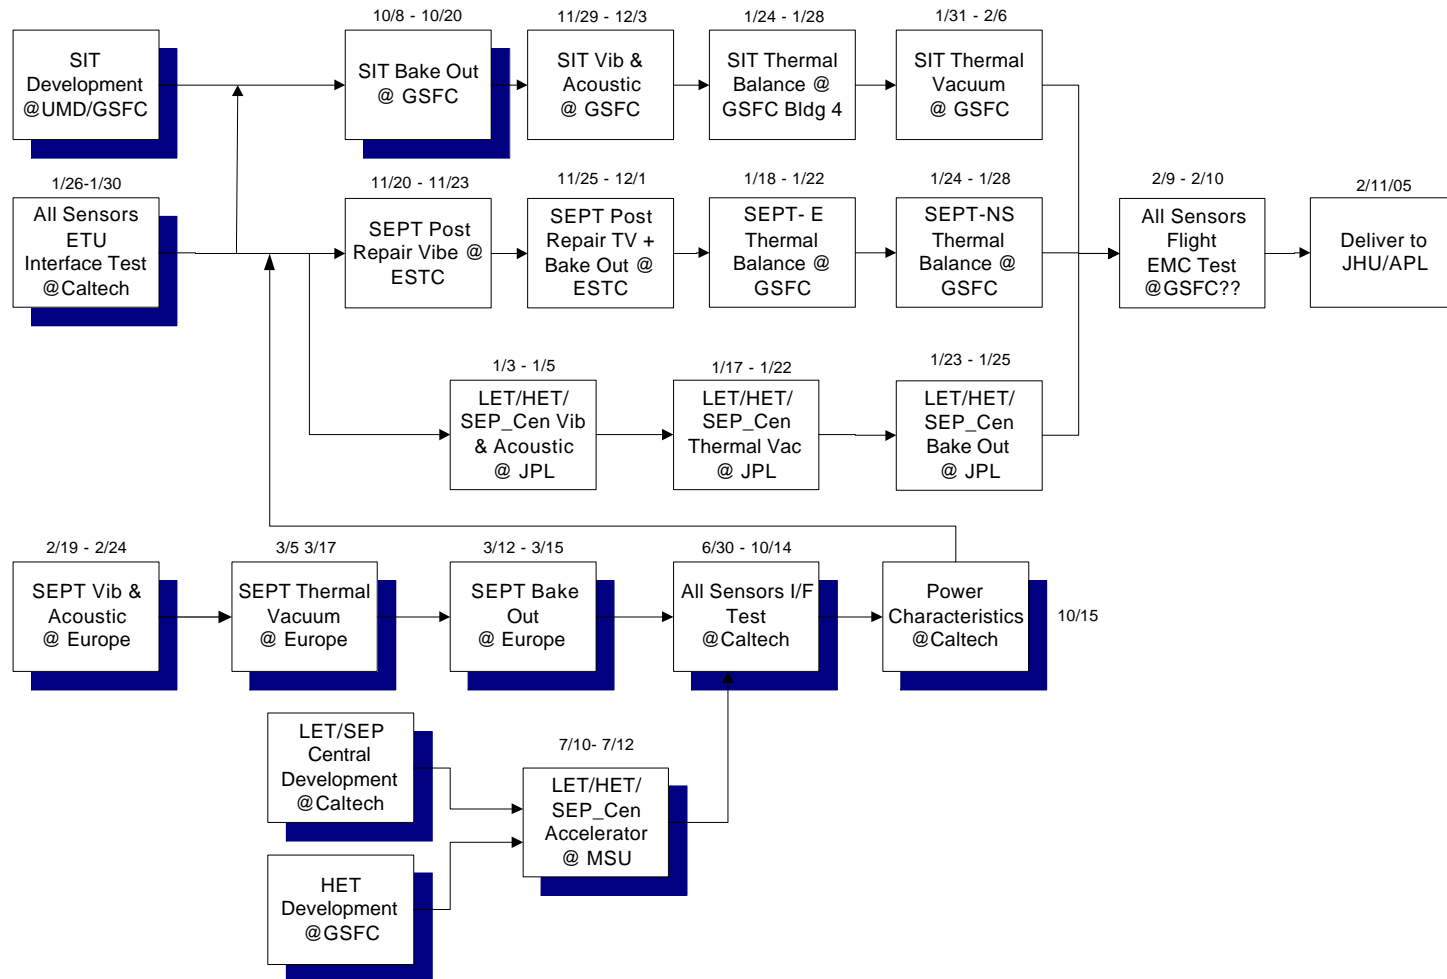 10/8 - 10/20
11/29 - 12/3
1/24 - 1/28
1/31 - 2/6
SIT
Development
@UMD/GSFC
SIT Bake Out
@ GSFC
SIT Vib &
Acoustic
@ GSFC
SIT Thermal
Balance @
GSFC Bldg 4
SIT Thermal
Vacuum
@ GSFC
1/26-1/30
11/20 - 11/23
11/25 - 12/1
1/18 - 1/22
1/24 - 1/28
2/9 - 2/10
2/11/05
All Sensors
ETU
Interface Test
@Caltech
SEPT Post
Repair Vibe @
ESTC
SEPT Post
Repair TV +
Bake Out @
ESTC
SEPT- E
Thermal
Balance @
GSFC
SEPT-NS
Thermal
Balance @
GSFC
All Sensors
Flight
EMC Test
@GSFC??
Deliver to
JHU/APL
1/3 - 1/5
1/17 - 1/22
1/23 - 1/25
LET/HET/
SEP_Cen Vib
& Acoustic
@ JPL
LET/HET/
SEP_Cen
Thermal Vac
@ JPL
LET/HET/
SEP_Cen
Bake Out
@ JPL
2/19 - 2/24
3/5 3/17
3/12 - 3/15
6/30 - 10/14
SEPT Vib &
Acoustic
@ Europe
SEPT Thermal
Vacuum
@ Europe
SEPT Bake
Out
@ Europe
All Sensors I/F
Test
@Caltech
Power
Characteristics
@Caltech
10/15
LET/SEP
Central
Development
@Caltech
7/10- 7/12
LET/HET/
SEP_Cen
Accelerator
@ MSU
HET
Development
@GSFC